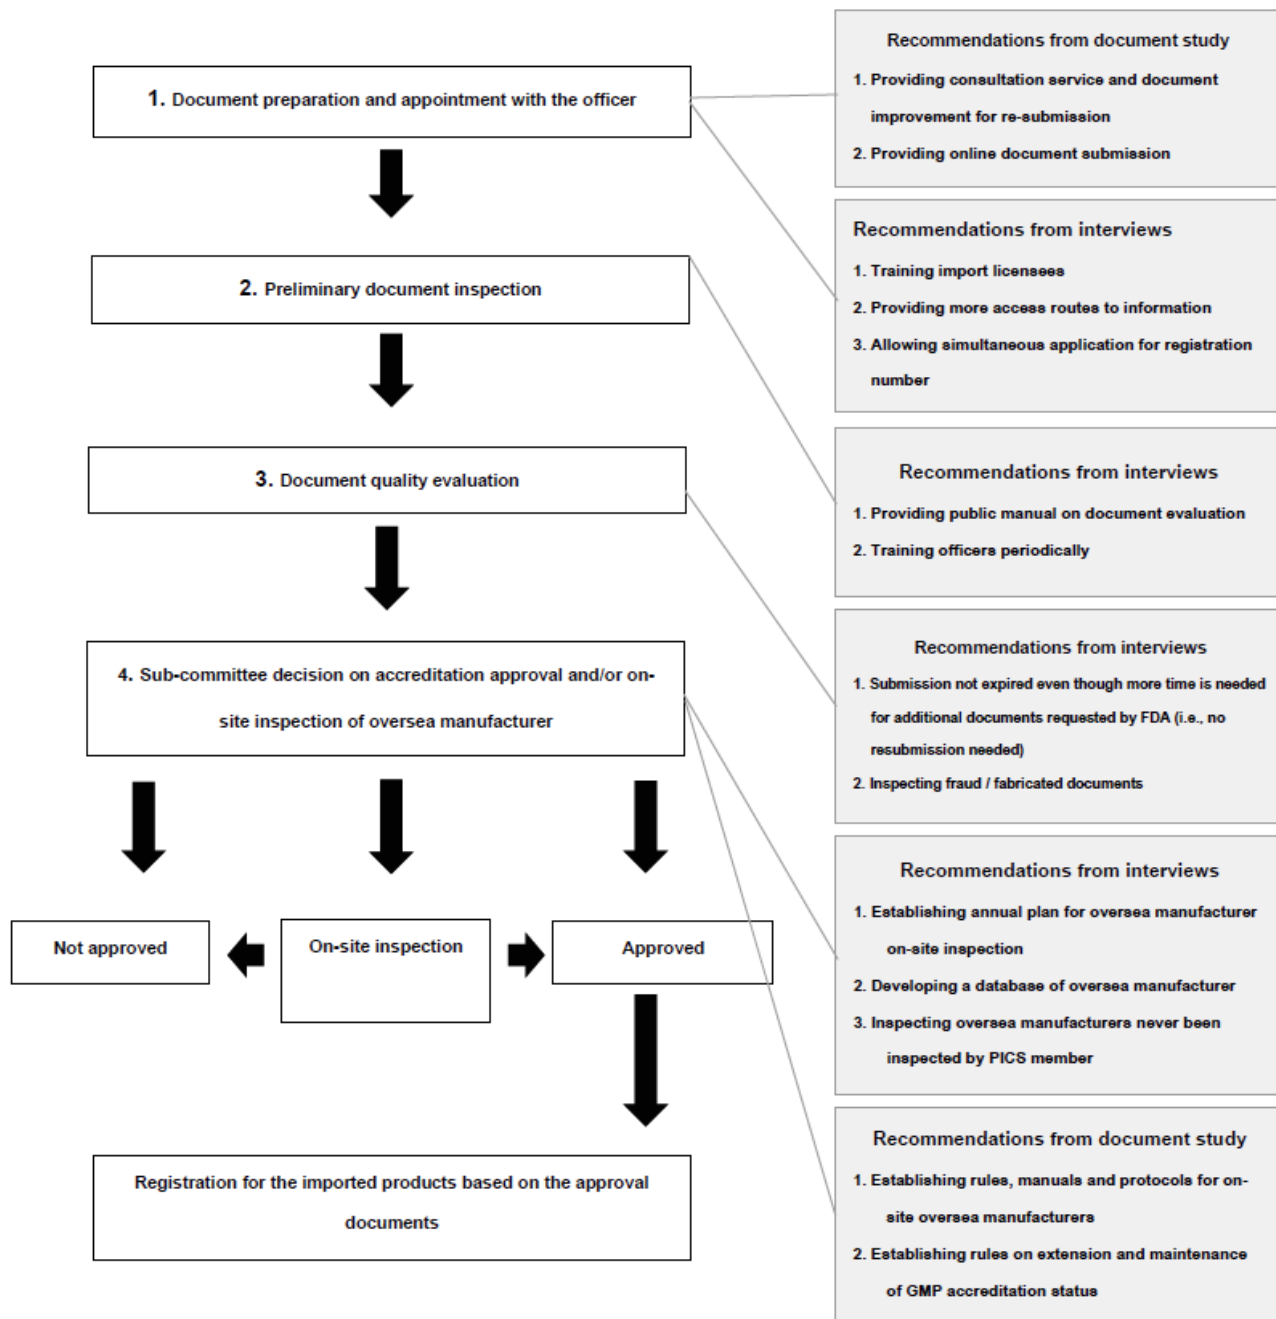 1. Document preparation and appointment with the officer
2. Preliminary document inspection
3. Document quality evaluation
4. Sub-committee decision on accreditation approval and/or on-
site inspection of oversea manufacturer
Not approved
On-site inspection
Approved
Registration for the imported products based on the approval
documents
Recommendations from document study
1. Providing consultation service and document
improvement for re-submission
2. Providing online document submission
Recommendations from interviews
1. Training import licensees
2. Providing more access routes to information
3. Allowing simultaneous application for registration
number
Recommendations from interviews
1. Providing public manual on document evaluation
2. Training officers periodically
Recommendations from interviews
1. Submission not expired even though more time is needed
for additional documents requested by FDA (i.e., no
resubmission needed)
2. Inspecting fraud / fabricated documents
Recommendations from interviews
1. Establishing annual plan for oversea manufacturer
on-site inspection
2. Developing a database of oversea manufacturer
3. Inspecting oversea manufacturers never been
inspected by PICS member
Recommendations from document study
1. Establishing rules, manuals and protocols for on-
site oversea manufacturers
2. Establishing rules on extension and maintenance
of GMP accreditation status